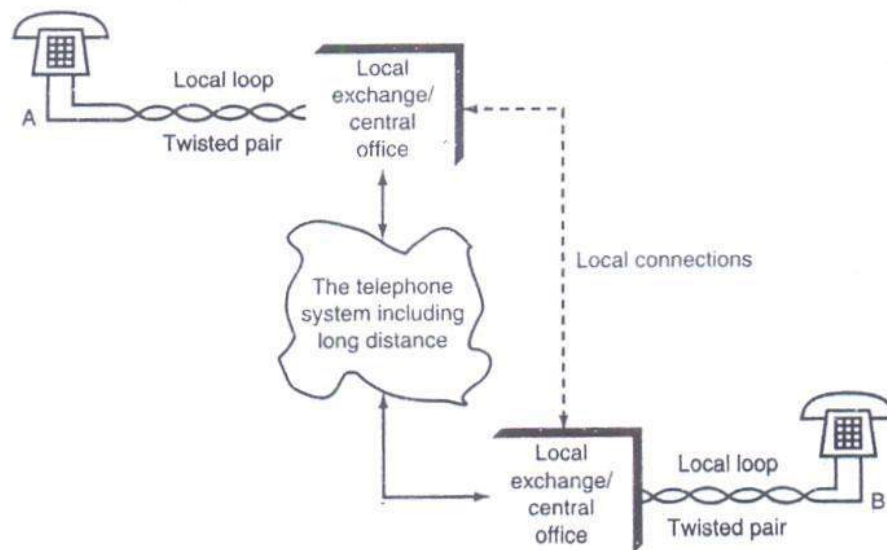 Local loop
A
Twisted pair
Local
exchange/
central
office
Local connections
The telephone
system including
long distance
Local
exchange/
central
office
Local loop
B
Twisted pair